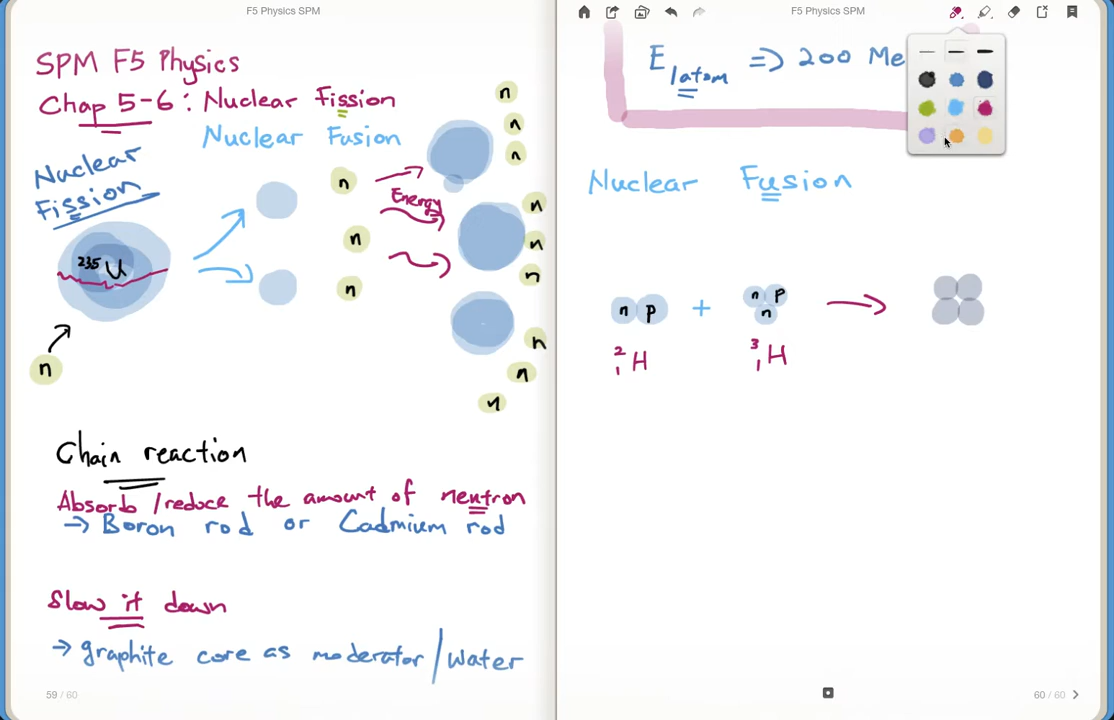 F5 Physics SPM
SPM F5 Physics
Chap 5-6: Nuclear Fission
Nuclear Fusion
Nuclear
Fission
n
n
n
n
n
n
Energy
n
n
n
n
n
n
235 U
n
n
Chain reaction
Absorb/reduce the amount of neutron
→ Boron rod or Cadmium rod
Slow it down
→ graphite core as moderator/water
59 / 60
F5 Physics SPM
E 1atom => 200 Me
Nuclear Fusion
n p + n p n →
2 1 H 3 1 H
60 / 60